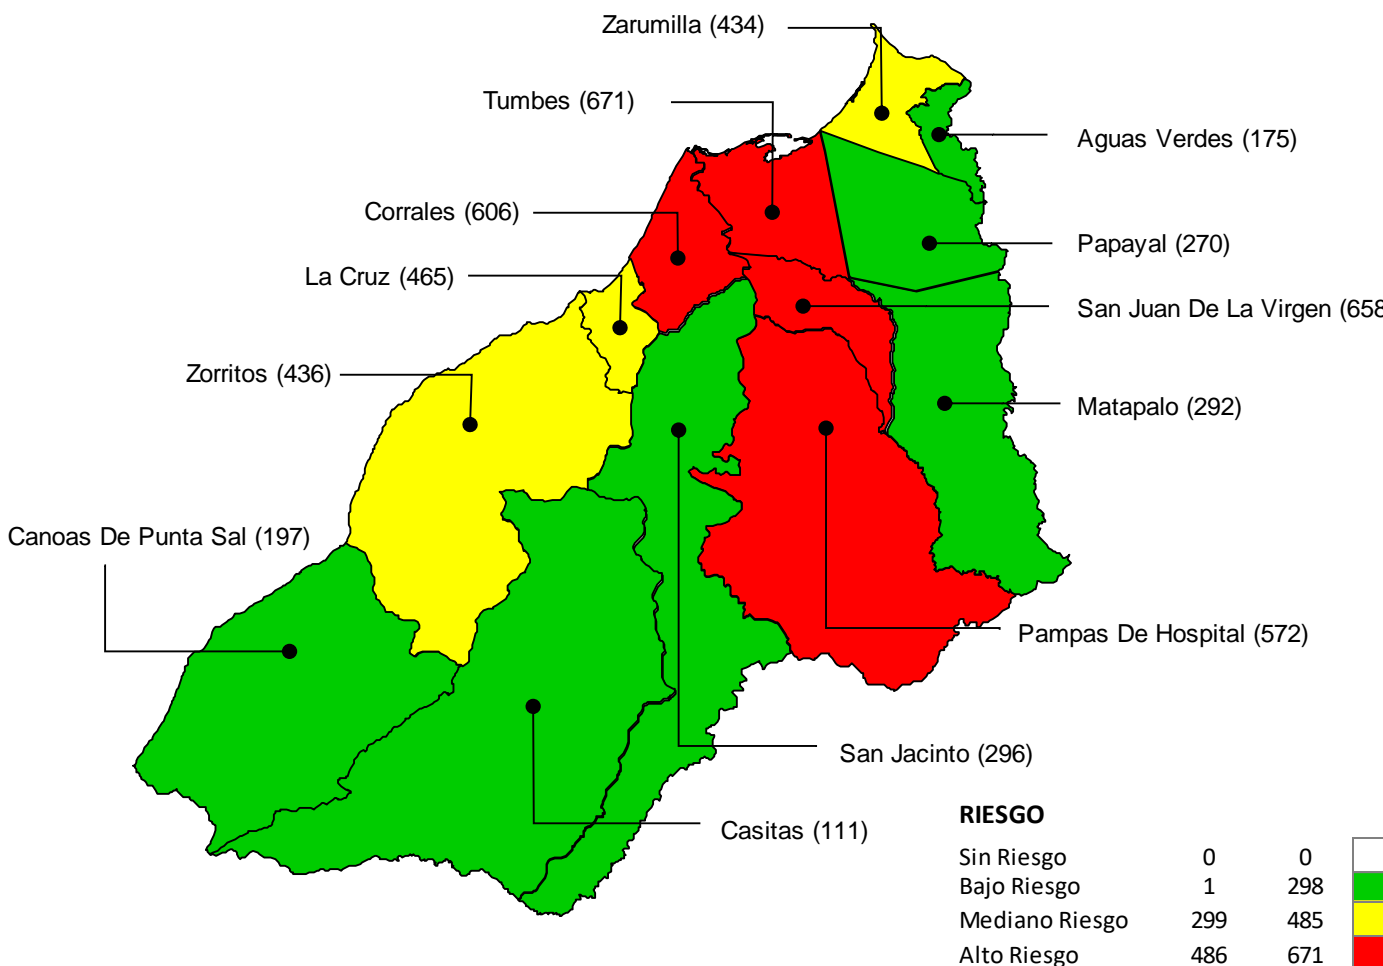 Zarumilla (434)
Tumbes (671)
Aguas Verdes (175)
Corrales (606)
Papayal (270)
La Cruz (465)
San Juan De La Virgen (658
Zorritos (436)
Matapalo (292)
Canoas De Punta Sal (197)
Pampas De Hospital (572)
San Jacinto (296)
Casitas (111)
RIESGO
Sin Riesgo 0 0
Bajo Riesgo 1 298
Mediano Riesgo 299 485
Alto Riesgo 486 671